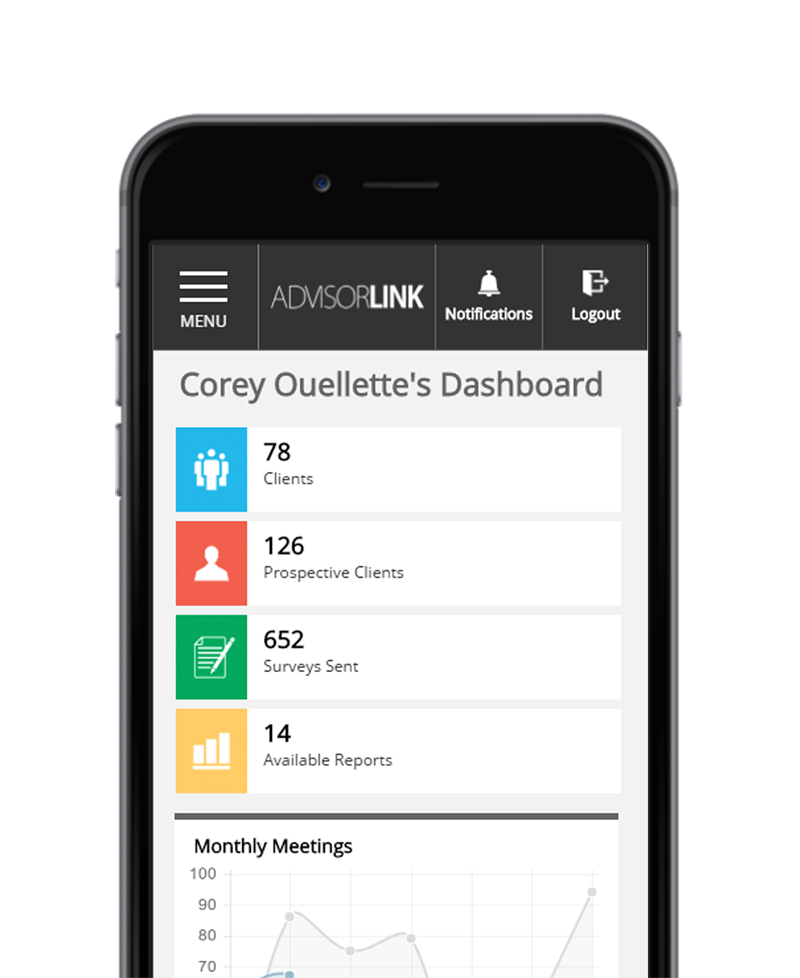 MENU
ADVISORLINK
Notifications
Logout
Corey Ouellette's Dashboard
78
Clients
126
Prospective Clients
652
Surveys Sent
14
Available Reports
Monthly Meetings
100
90
80
70